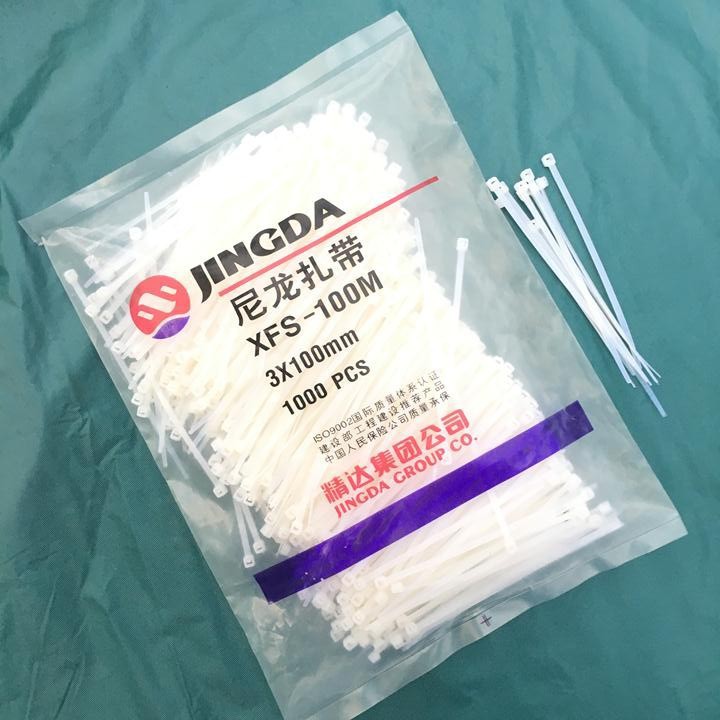 JINGDA
尼龙扎带
XFS-100M
3X100mm
1000 PCS
ISO9002国际质量体系认证
建设部工程建设推荐产品
中国人民保险公司质量承保
精达集团公司
JINGDA GROUP CO.